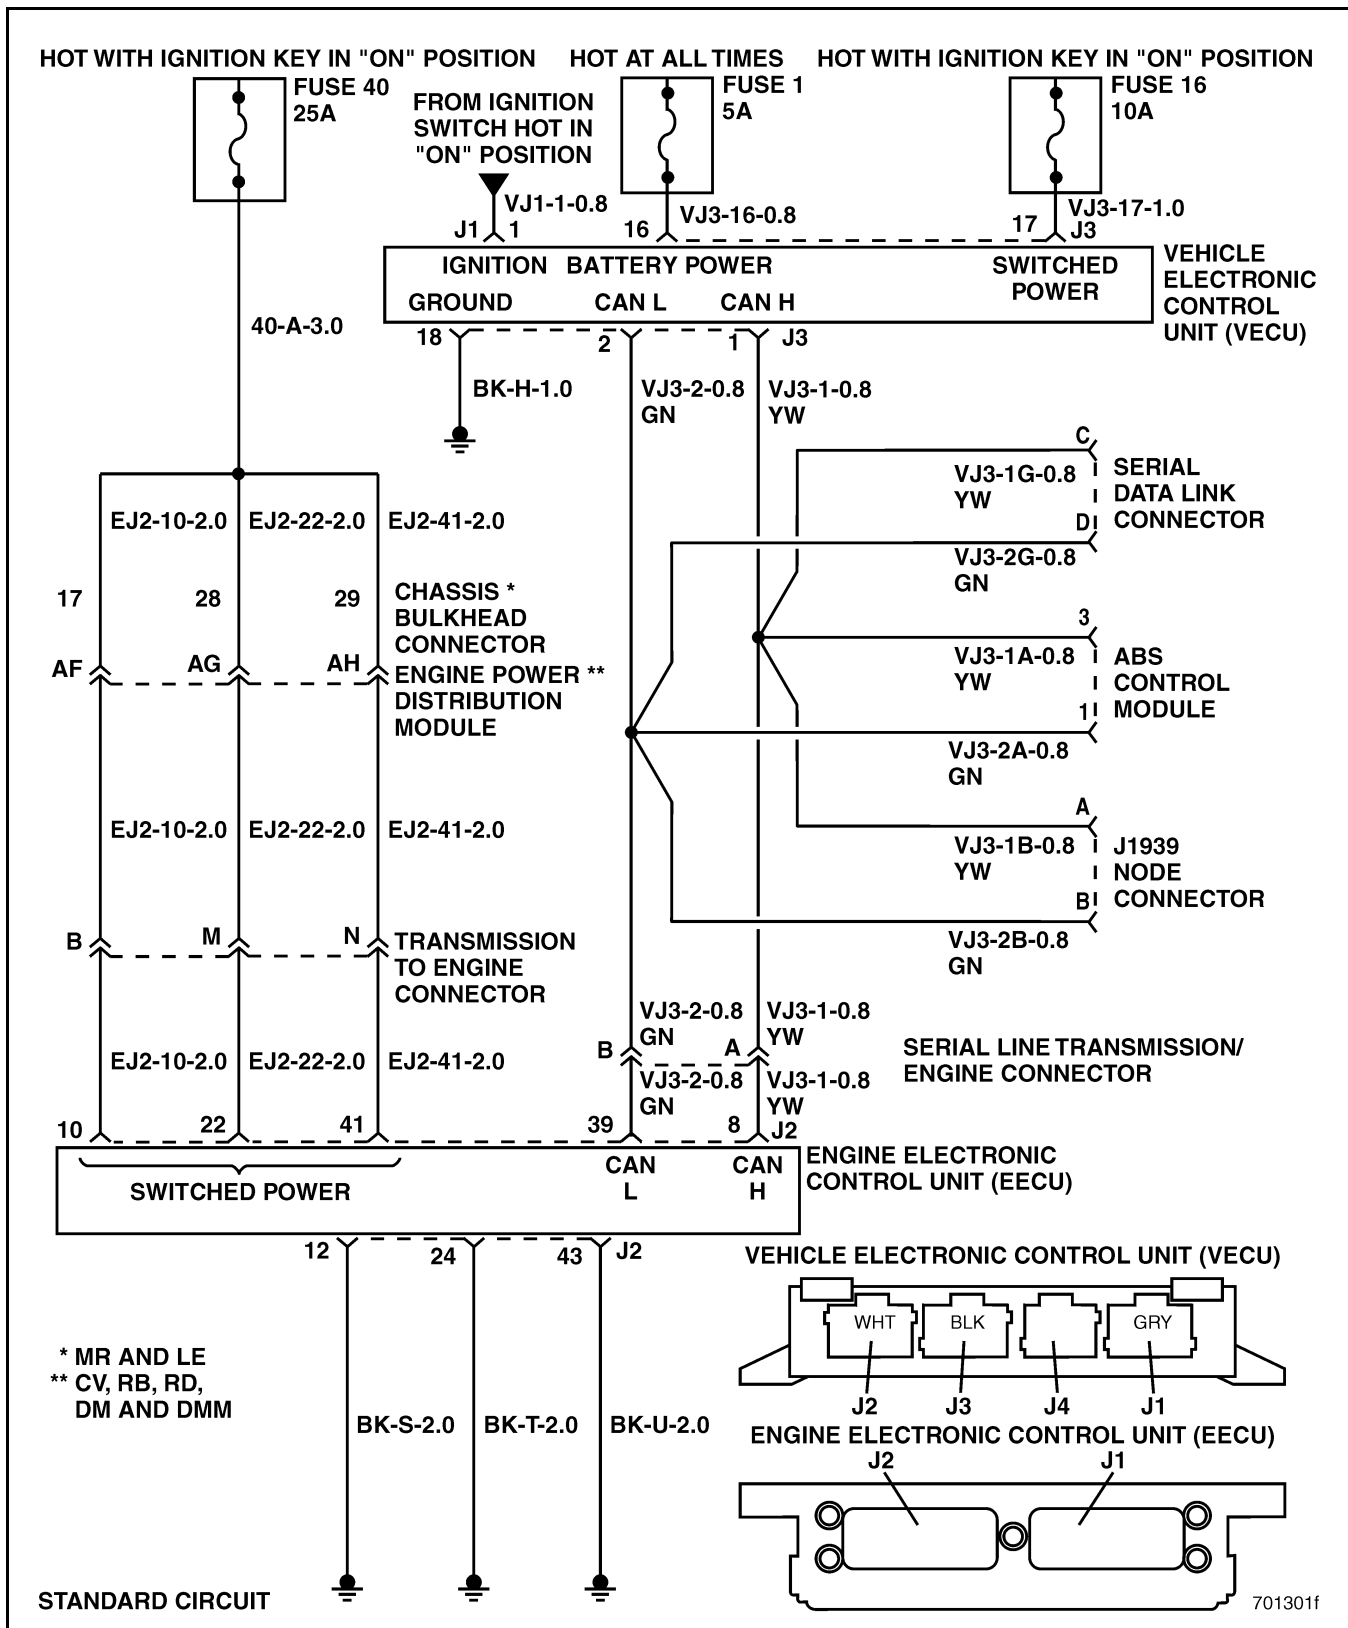 HOT WITH IGNITION KEY IN "ON" POSITION
HOT AT ALL TIMES
HOT WITH IGNITION KEY IN "ON" POSITION
FUSE 40
25A
FROM IGNITION
SWITCH HOT IN
"ON" POSITION
FUSE 1
5A
FUSE 16
10A
VJ1-1-0.8
VJ3-16-0.8
VJ3-17-1.0
J1
1
16
17
J3
IGNITION
BATTERY POWER
SWITCHED
POWER
GROUND
CAN L
CAN H
VEHICLE
ELECTRONIC
CONTROL
UNIT (VECU)
40-A-3.0
18
2
1
J3
BK-H-1.0
VJ3-2-0.8
GN
VJ3-1-0.8
YW
C
VJ3-1G-0.8
YW
D
VJ3-2G-0.8
GN
SERIAL
DATA LINK
CONNECTOR
EJ2-10-2.0
EJ2-22-2.0
EJ2-41-2.0
17
28
29
CHASSIS *
BULKHEAD
CONNECTOR
AF
AG
AH
ENGINE POWER **
DISTRIBUTION
MODULE
3
VJ3-1A-0.8
YW
1
VJ3-2A-0.8
GN
ABS
CONTROL
MODULE
EJ2-10-2.0
EJ2-22-2.0
EJ2-41-2.0
A
VJ3-1B-0.8
YW
B
VJ3-2B-0.8
GN
J1939
NODE
CONNECTOR
B
M
N
TRANSMISSION
TO ENGINE
CONNECTOR
VJ3-2-0.8
GN
VJ3-1-0.8
YW
B
A
SERIAL LINE TRANSMISSION/
ENGINE CONNECTOR
EJ2-10-2.0
EJ2-22-2.0
EJ2-41-2.0
VJ3-2-0.8
GN
VJ3-1-0.8
YW
10
22
41
39
8
J2
SWITCHED POWER
CAN
L
CAN
H
ENGINE ELECTRONIC
CONTROL UNIT (EECU)
12
24
43
J2
VEHICLE ELECTRONIC CONTROL UNIT (VECU)
WHT
BLK
GRY
J2
J3
J4
J1
* MR AND LE
** CV, RB, RD,
DM AND DMM
BK-S-2.0
BK-T-2.0
BK-U-2.0
ENGINE ELECTRONIC CONTROL UNIT (EECU)
J2
J1
STANDARD CIRCUIT
701301f